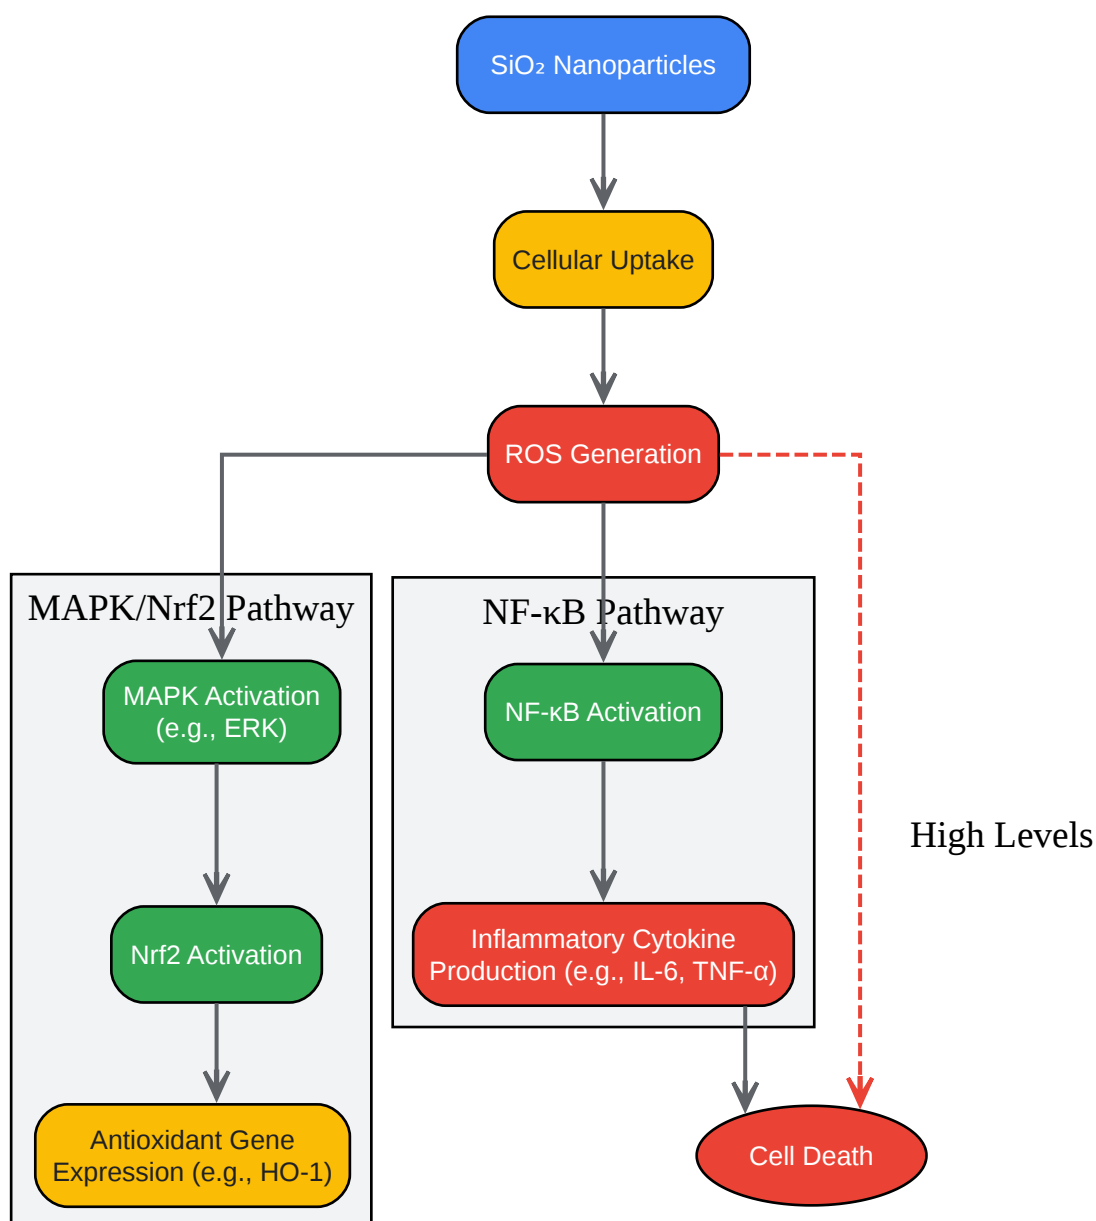 SiO₂ Nanoparticles
Cellular Uptake
ROS Generation
MAPK/Nrf2 Pathway
NF-κB Pathway
MAPK Activation
(e.g., ERK)
NF-κB Activation
High Levels
Nrf2 Activation
Inflammatory Cytokine
Production (e.g., IL-6, TNF-α)
Antioxidant Gene
Expression (e.g., HO-1)
Cell Death